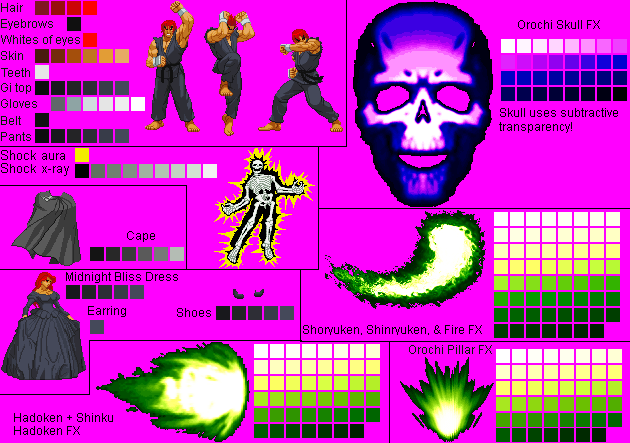 Hair
Eyebrows
Whites of eyes
Skin
Teeth
Gi top
Gloves
Belt
Pants
Orochi Skull FX
Skull uses subtractive
transparency!
Shock aura
Shock x-ray
Cape
Midnight Bliss Dress
Earring
Shoes
Shoryuken, Shinryuken, & Fire FX
Hadoken + Shinku
Hadoken FX
Orochi Pillar FX